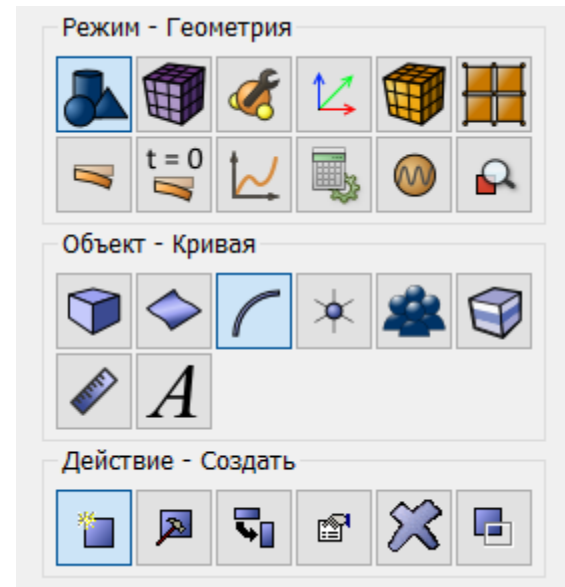 Режим - Геометрия
t = 0
Объект - Кривая
A
Действие - Создать